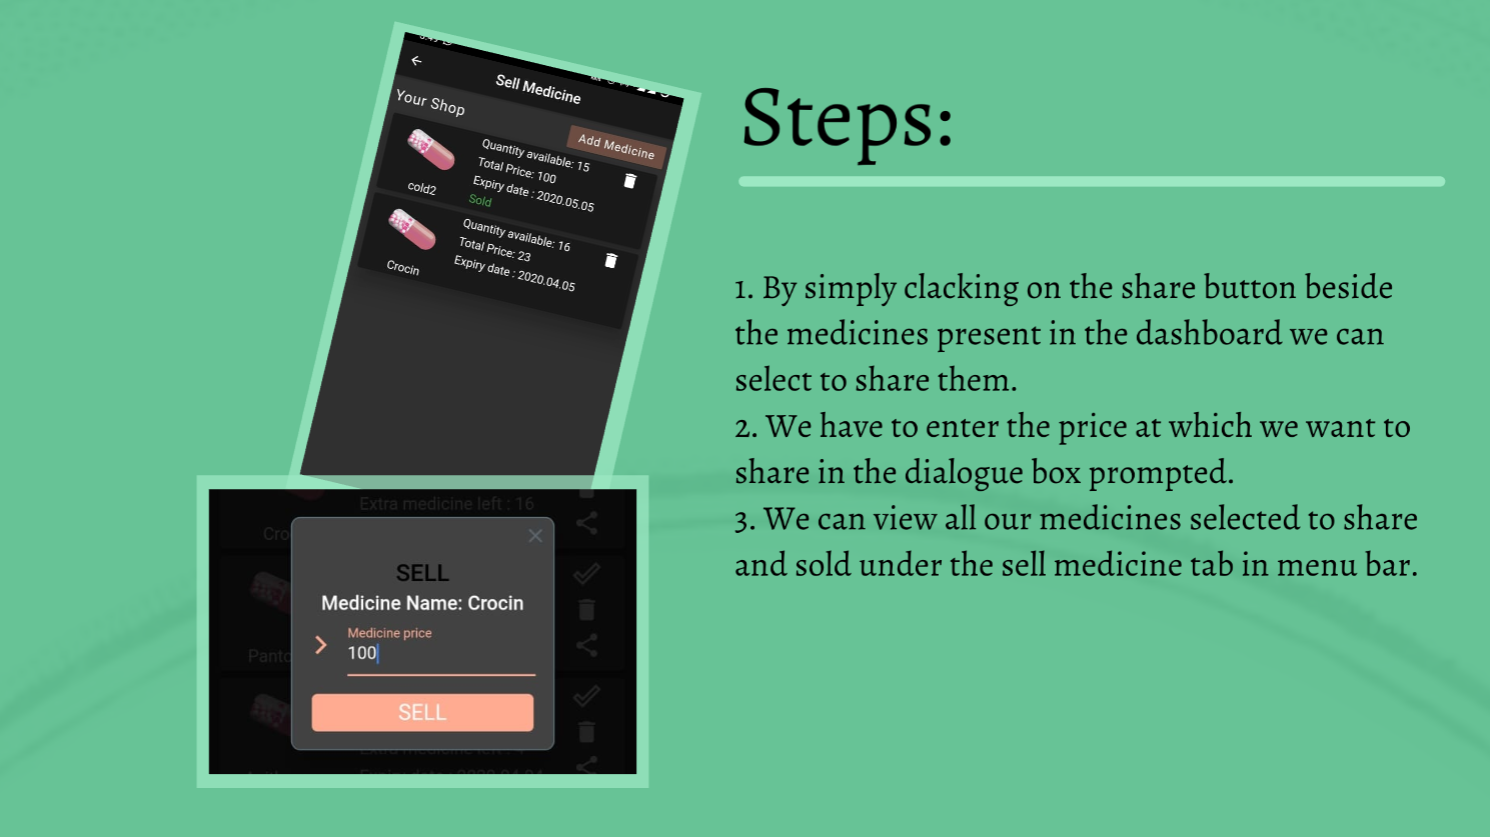 Sell Medicine
Your Shop
Add Medicine
Quantity available: 15
Total Price: 100
Expiry date : 2020.05.05
Sold
cold2
Quantity available: 16
Total Price: 23
Expiry date : 2020.04.05
Crocin
Extra medicine left : 16
Cro
SELL
Medicine Name: Crocin
Medicine price
100
Panto
SELL
Steps:
1. By simply clacking on the share button beside
the medicines present in the dashboard we can
select to share them.
2. We have to enter the price at which we want to
share in the dialogue box prompted.
3. We can view all our medicines selected to share
and sold under the sell medicine tab in menu bar.